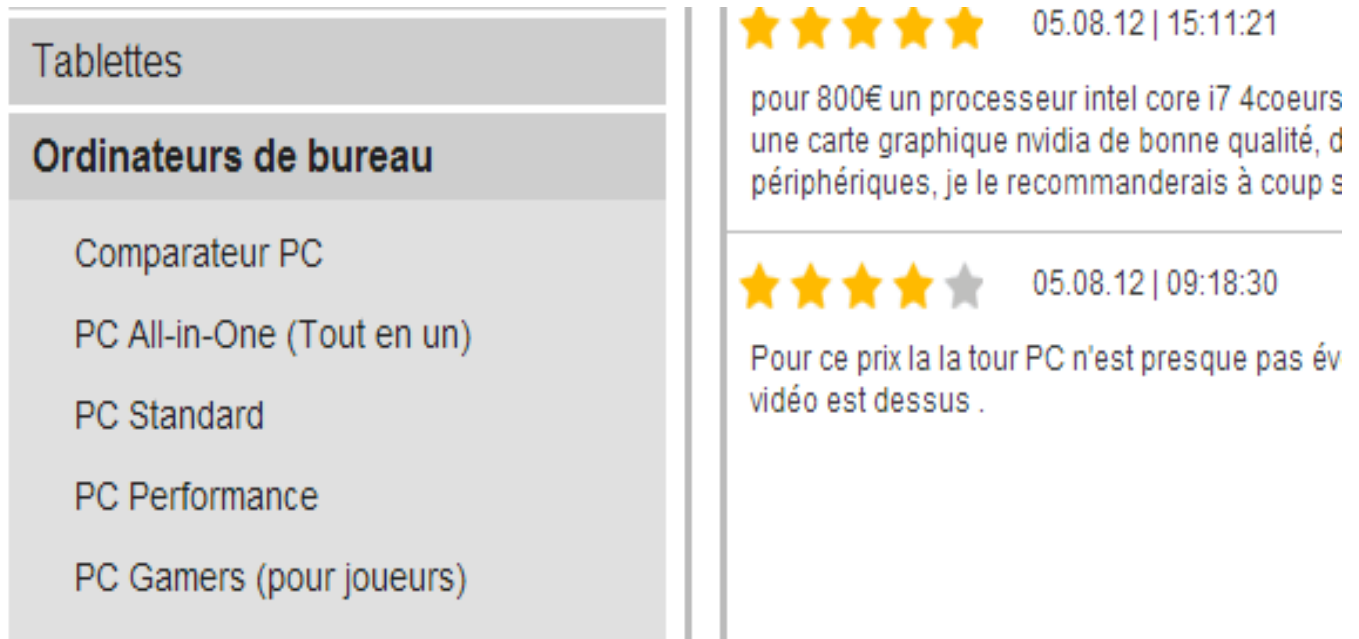 Tablettes
Ordinateurs de bureau
Comparateur PC
PC All-in-One (Tout en un)
PC Standard
PC Performance
PC Gamers (pour joueurs)
05.08.12 | 15:11:21
pour 800€ un processeur intel core i7 4coeurs
une carte graphique nvidia de bonne qualité,
périphériques, je le recommanderais à coup
05.08.12 | 09:18:30
Pour ce prix la la tour PC n'est presque pas
vidéo est dessus .